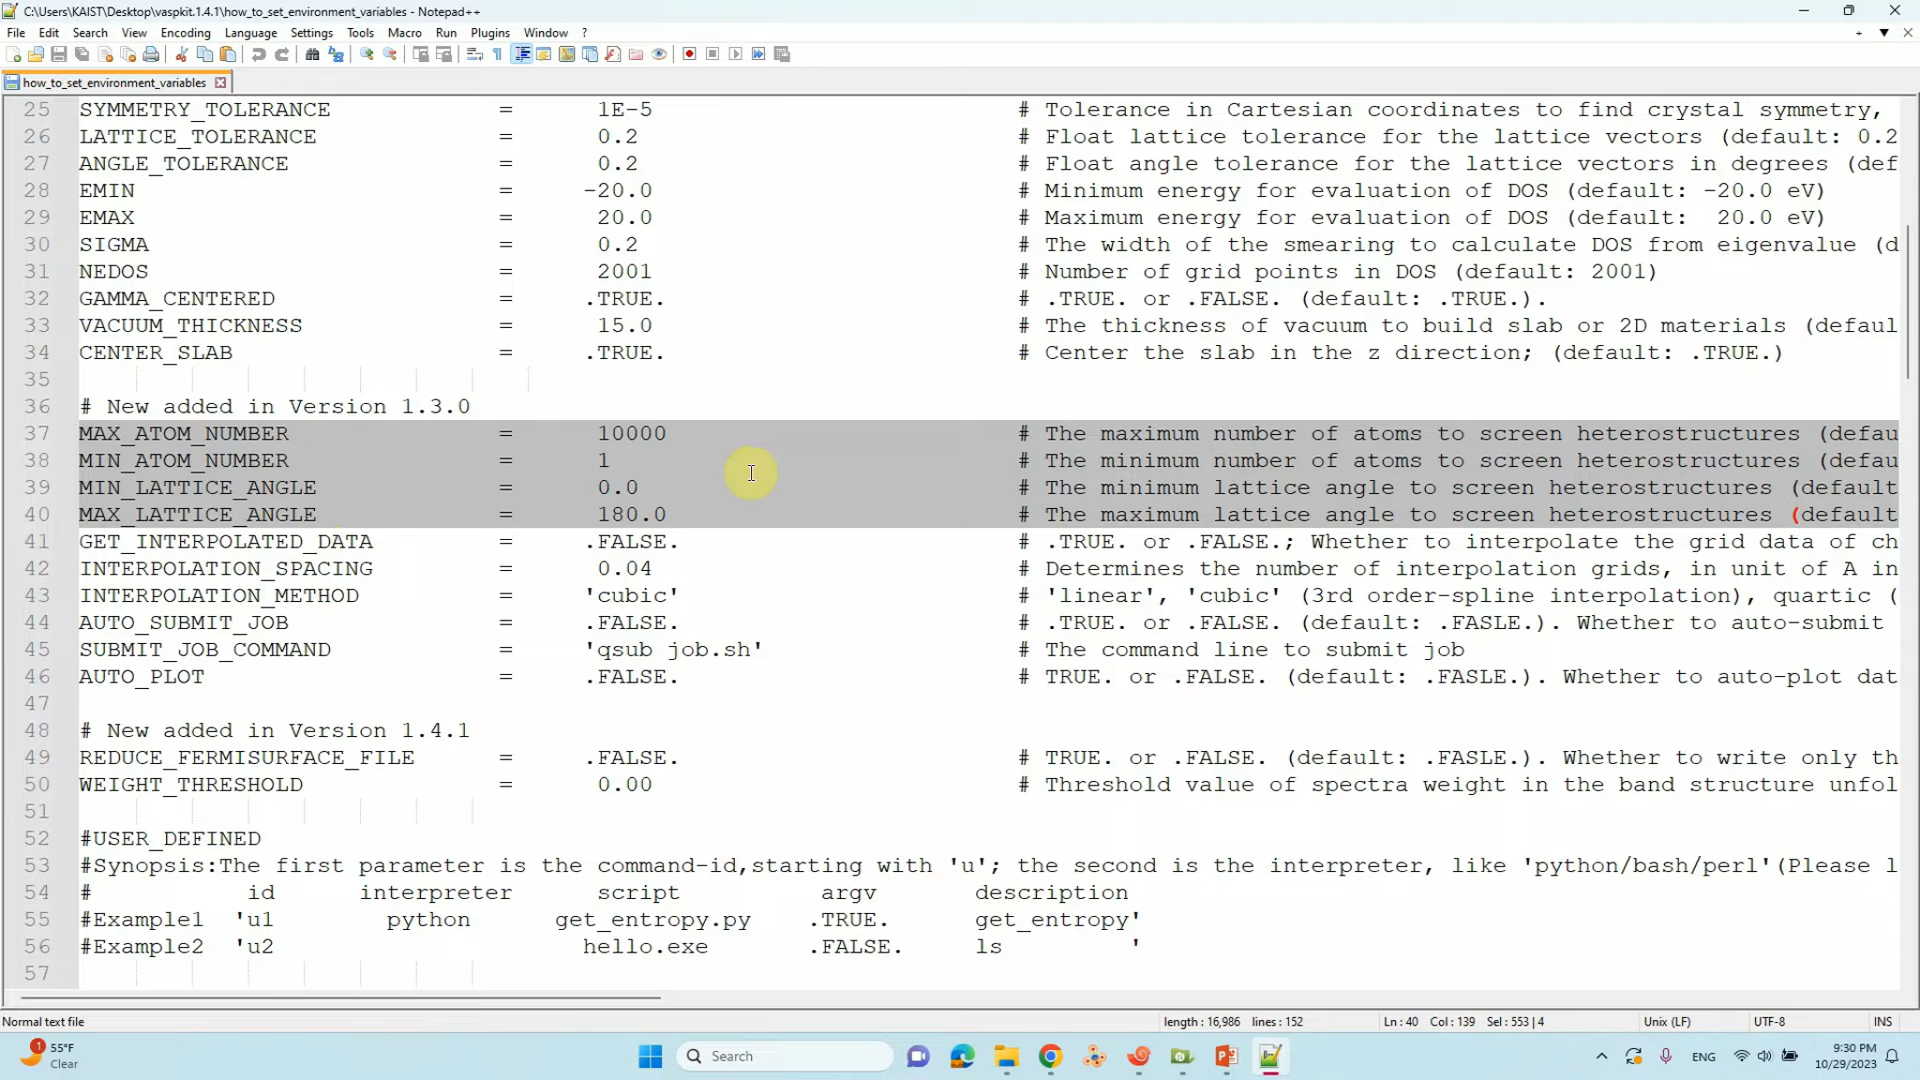 C:\Users\KAIST\Desktop\vaspkit.1.4.1\how_to_set_environment_variables - Notepad++
File Edit Search View Encoding Language Settings Tools Macro Run Plugins Window ?
how_to_set_environment_variables
25 SYMMETRY_TOLERANCE = 1E-5 # Tolerance in Cartesian coordinates to find crystal symmetry,
26 LATTICE_TOLERANCE = 0.2 # Float lattice tolerance for the lattice vectors (default: 0.2
27 ANGLE_TOLERANCE = 0.2 # Float angle tolerance for the lattice vectors in degrees (def
28 EMIN = -20.0 # Minimum energy for evaluation of DOS (default: -20.0 eV)
29 EMAX = 20.0 # Maximum energy for evaluation of DOS (default: 20.0 eV)
30 SIGMA = 0.2 # The width of the smearing to calculate DOS from eigenvalue (d
31 NEDOS = 2001 # Number of grid points in DOS (default: 2001)
32 GAMMA_CENTERED = .TRUE. # .TRUE. or .FALSE. (default: .TRUE.).
33 VACUUM_THICKNESS = 15.0 # The thickness of vacuum to build slab or 2D materials (defaul
34 CENTER_SLAB = .TRUE. # Center the slab in the z direction; (default: .TRUE.)
35
36 # New added in Version 1.3.0
37 MAX_ATOM_NUMBER = 10000 # The maximum number of atoms to screen heterostructures (defau
38 MIN_ATOM_NUMBER = 1 # The minimum number of atoms to screen heterostructures (defau
39 MIN_LATTICE_ANGLE = 0.0 # The minimum lattice angle to screen heterostructures (default
40 MAX_LATTICE_ANGLE = 180.0 # The maximum lattice angle to screen heterostructures (default
41 GET_INTERPOLATED_DATA = .FALSE. # .TRUE. or .FALSE.; Whether to interpolate the grid data of ch
42 INTERPOLATION_SPACING = 0.04 # Determines the number of interpolation grids, in unit of A in
43 INTERPOLATION_METHOD = 'cubic' # 'linear', 'cubic' (3rd order-spline interpolation), quartic (
44 AUTO_SUBMIT_JOB = .FALSE. # .TRUE. or .FALSE. (default: .FASLE.). Whether to auto-submit
45 SUBMIT_JOB_COMMAND = 'qsub job.sh' # The command line to submit job
46 AUTO_PLOT = .FALSE. # TRUE. or .FALSE. (default: .FASLE.). Whether to auto-plot dat
47
48 # New added in Version 1.4.1
49 REDUCE_FERMISURFACE_FILE = .FALSE. # TRUE. or .FALSE. (default: .FASLE.). Whether to write only th
50 WEIGHT_THRESHOLD = 0.00 # Threshold value of spectra weight in the band structure unfol
51
52 #USER_DEFINED
53 #Synopsis:The first parameter is the command-id,starting with 'u'; the second is the interpreter, like 'python/bash/perl'(Please l
54 # id interpreter script argv description
55 #Example1 'u1 python get_entropy.py .TRUE. get_entropy'
56 #Example2 'u2 hello.exe .FALSE. ls '
57
Normal text file length : 16,986 lines : 152 Ln : 40 Col : 139 Sel : 553 | 4 Unix (LF) UTF-8 INS
1 55°F
Clear
Search
ENG
9:30 PM
10/29/2023